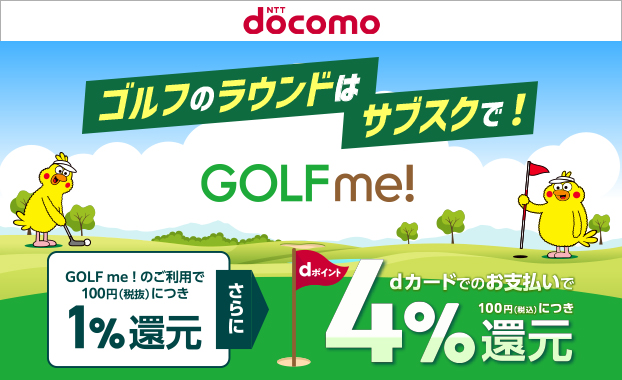 NTT
docomo
ゴルフのラウンドは
サブスクで！
GOLF me!
GOLF me！のご利用で
100円(税抜)につき
1%還元
さらに
dポイント
dカードでのお支払いで
100円(税込)につき
4%還元